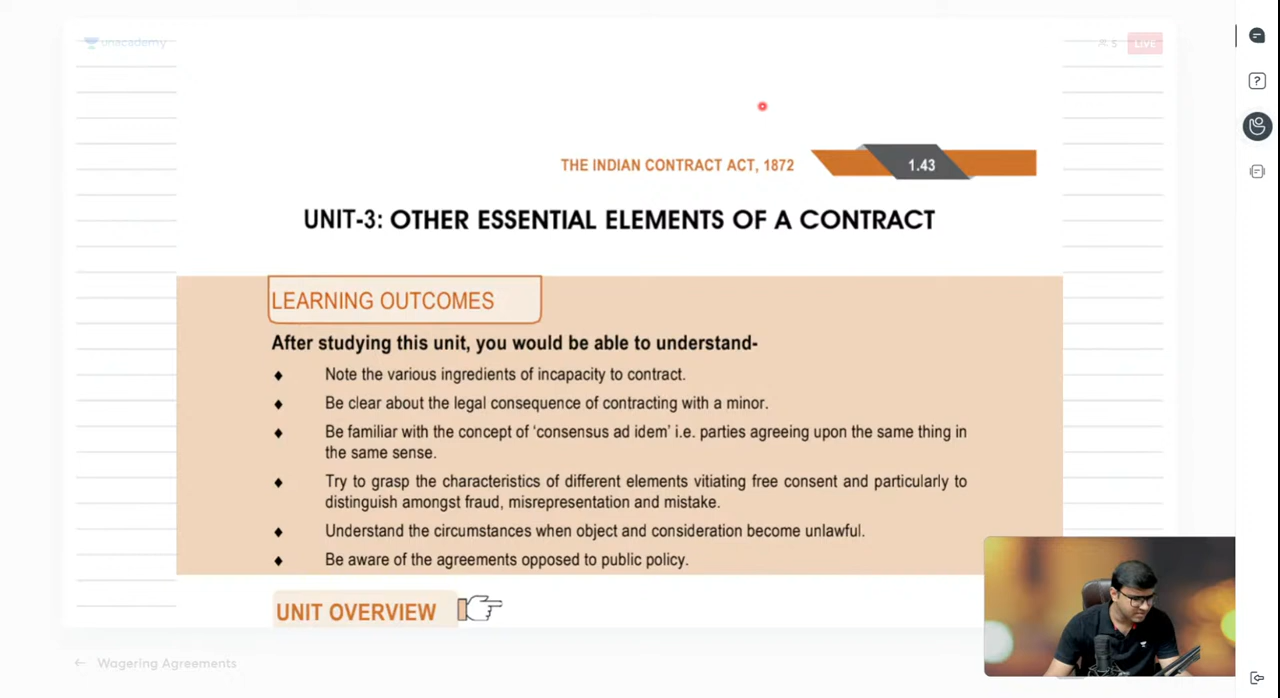 unacademy
5 LIVE
THE INDIAN CONTRACT ACT, 1872 1.43
UNIT-3: OTHER ESSENTIAL ELEMENTS OF A CONTRACT
LEARNING OUTCOMES
After studying this unit, you would be able to understand-
♦ Note the various ingredients of incapacity to contract.
♦ Be clear about the legal consequence of contracting with a minor.
♦ Be familiar with the concept of ‘consensus ad idem’ i.e. parties agreeing upon the same thing in
the same sense.
♦ Try to grasp the characteristics of different elements vitiating free consent and particularly to
distinguish amongst fraud, misrepresentation and mistake.
♦ Understand the circumstances when object and consideration become unlawful.
♦ Be aware of the agreements opposed to public policy.
UNIT OVERVIEW
← Wagering Agreements